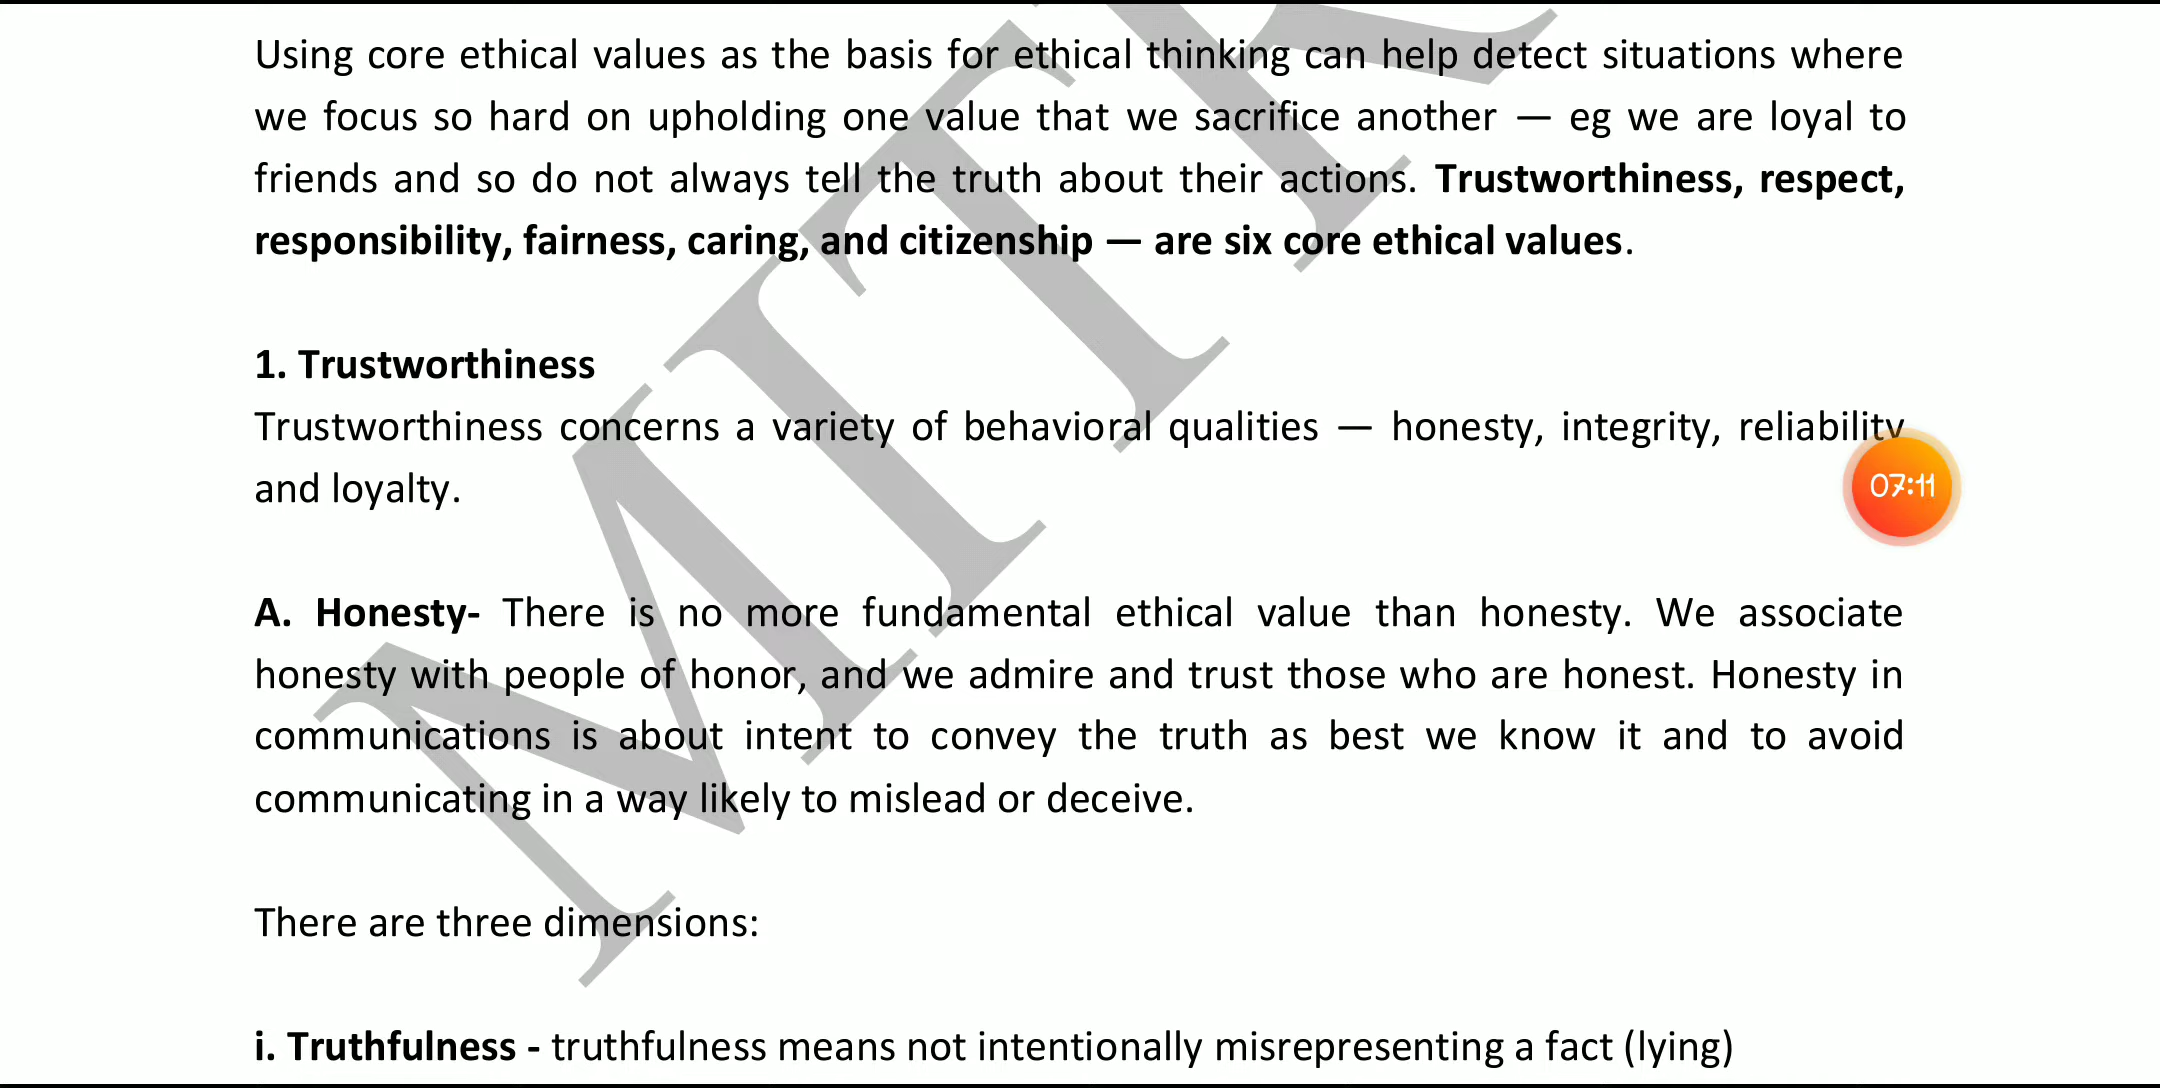 Using core ethical values as the basis for ethical thinking can help detect situations where
we focus so hard on upholding one value that we sacrifice another — eg we are loyal to
friends and so do not always tell the truth about their actions. Trustworthiness, respect,
responsibility, fairness, caring, and citizenship — are six core ethical values.
1. Trustworthiness
Trustworthiness concerns a variety of behavioral qualities — honesty, integrity, reliability
and loyalty.
07:11
A. Honesty- There is no more fundamental ethical value than honesty. We associate
honesty with people of honor, and we admire and trust those who are honest. Honesty in
communications is about intent to convey the truth as best we know it and to avoid
communicating in a way likely to mislead or deceive.
There are three dimensions:
i. Truthfulness - truthfulness means not intentionally misrepresenting a fact (lying)